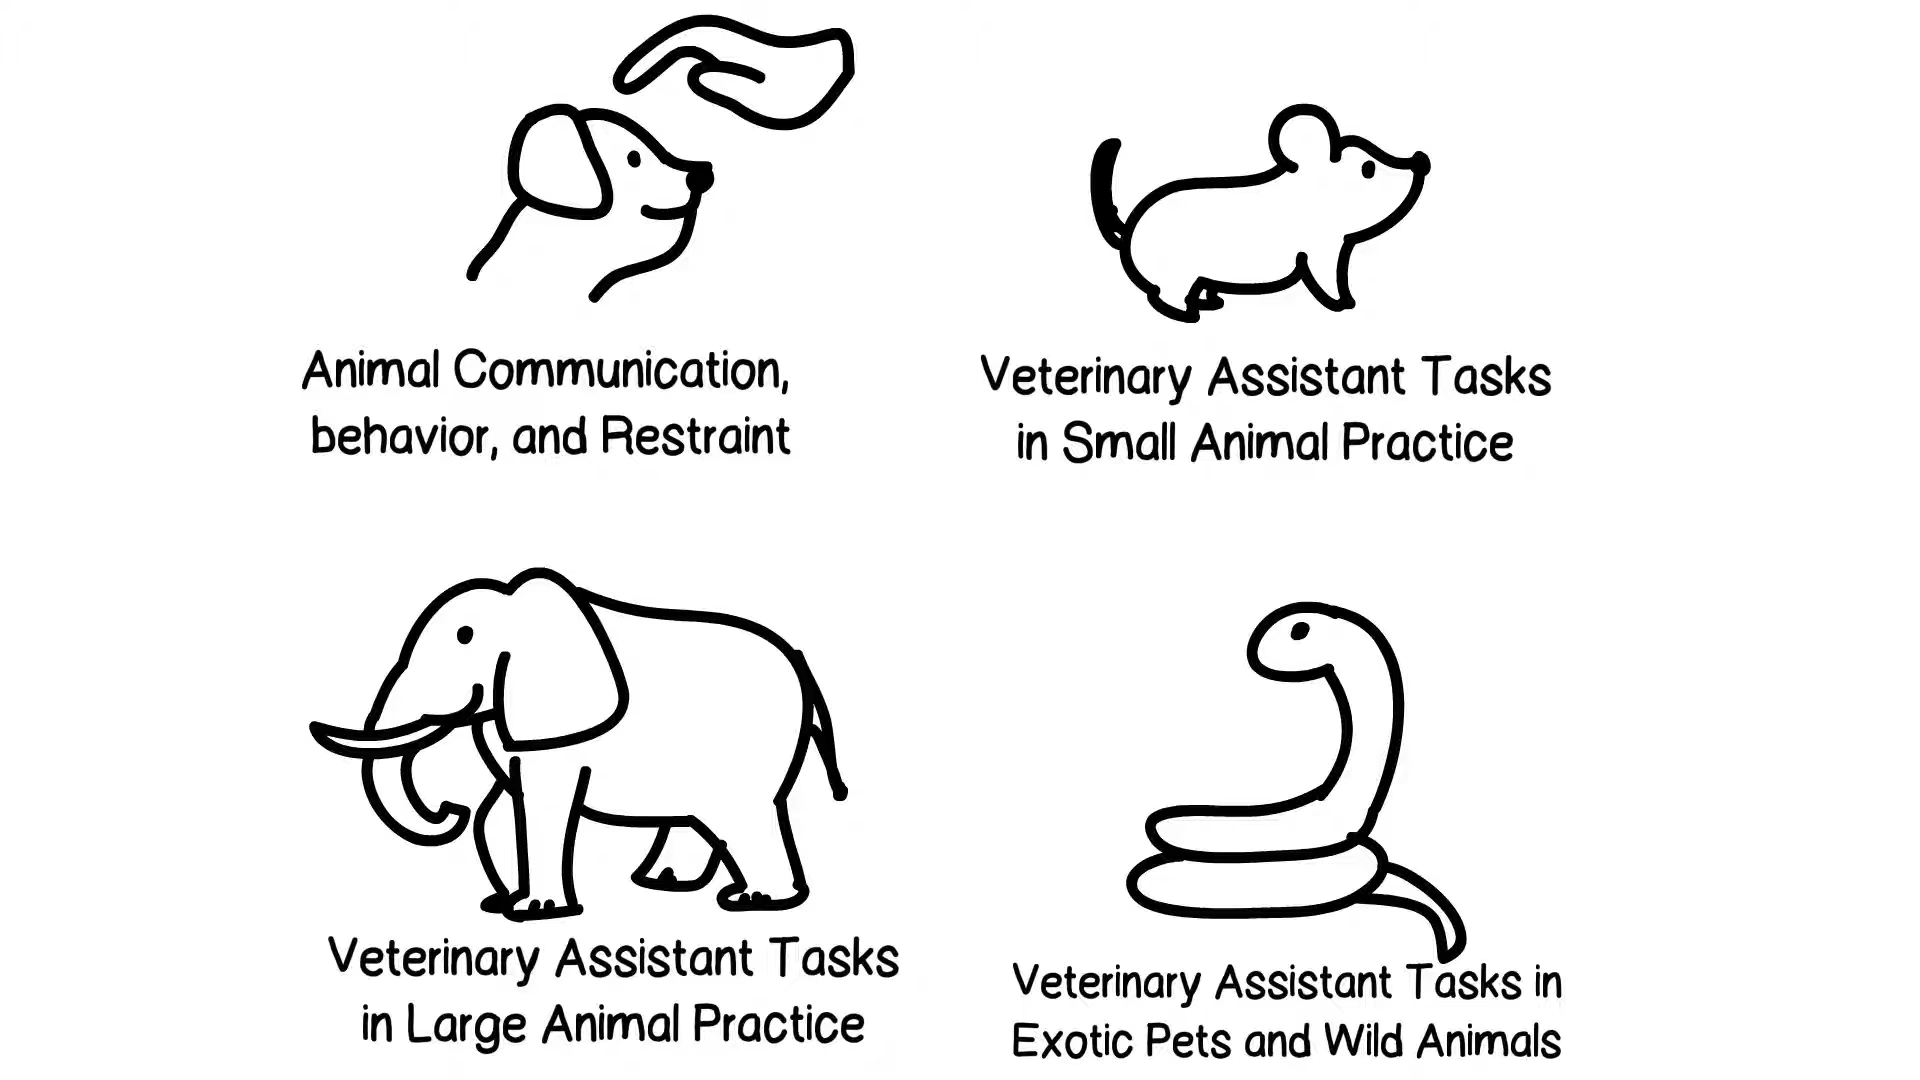 Animal Communication,
behavior, and Restraint
Veterinary Assistant Tasks
in Small Animal Practice
Veterinary Assistant Tasks
in Large Animal Practice
Veterinary Assistant Tasks in
Exotic Pets and Wild Animals